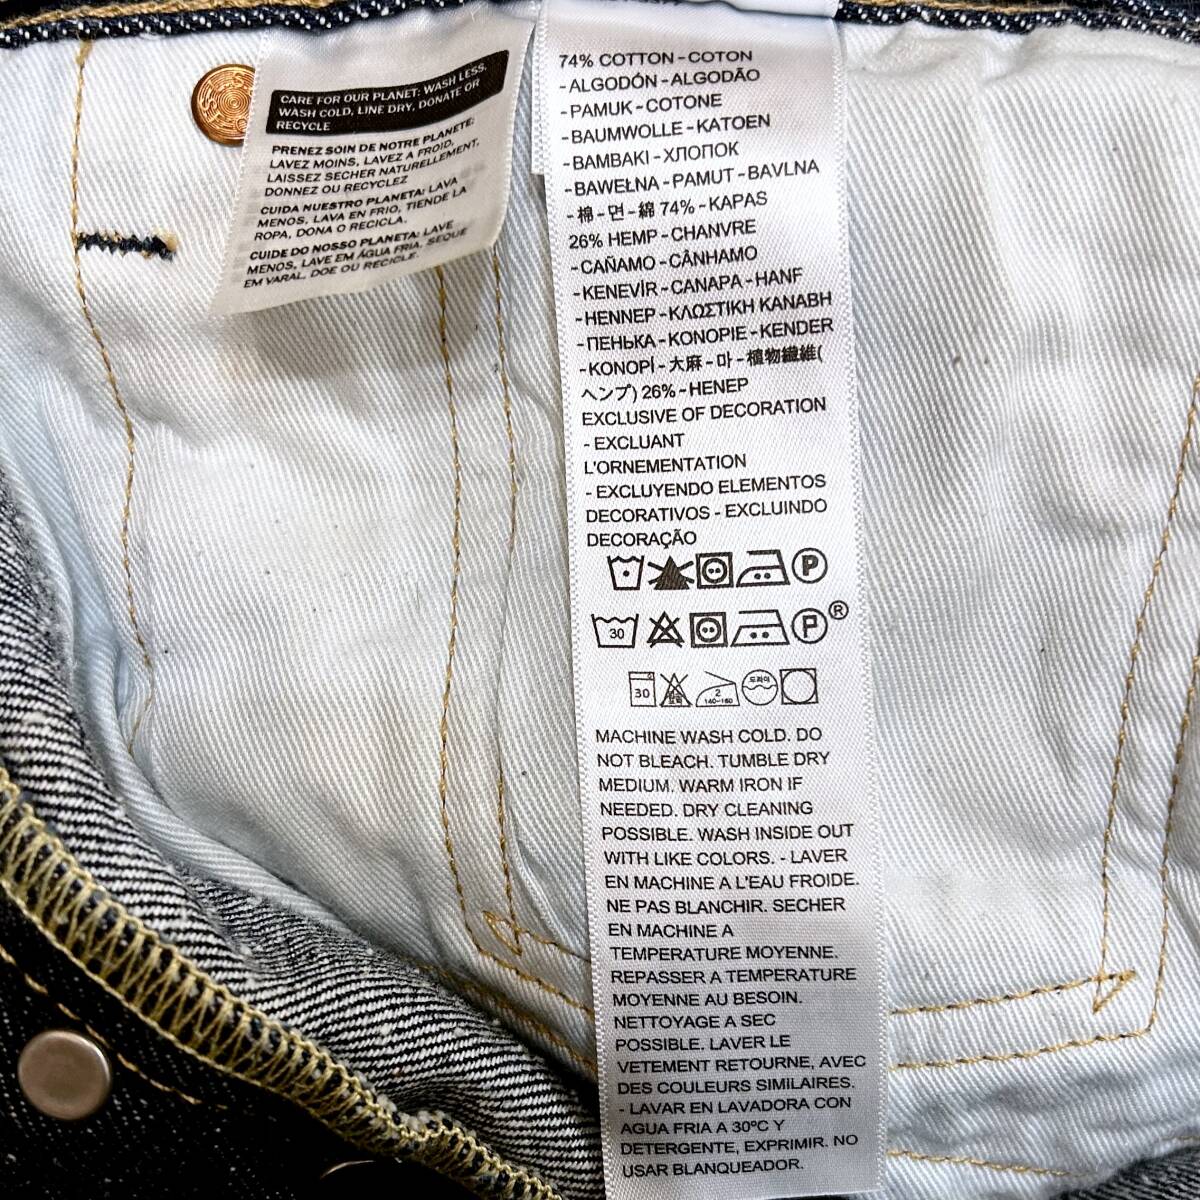 CARE FOR OUR PLANET: WASH LESS,
WASH COLD, LINE DRY, DONATE OR
RECYCLE
PRENEZ SOIN DE NOTRE PLANETE:
LAVEZ MOINS, LAVEZ A FROID,
LAISSEZ SECHER NATURELLEMENT,
DONNEZ OU RECYCLEZ
CUIDA NUESTRO PLANETA: LAVA
MENOS, LAVA EN FRIO, TIENDE LA
ROPA, DONA O RECICLA.
CUIDE DO NOSSO PLANETA: LAVE
MENOS, LAVE EM ÁGUA FRIA, SEQUE
EM VARAL, DOE OU RECICLE.
74% COTTON - COTON
- ALGODÓN - ALGODÃO
- PAMUK - COTONE
- BAUMWOLLE - KATOEN
- BAMBAKI - ХЛОПОК
- BAWEŁNA - PAMUT - BAVLNA
- 棉 - 면 - 綿 74% - KAPAS
26% HEMP - CHANVRE
- CAÑAMO - CÂNHAMO
- KENEVİR - CANAPA - HANF
- HENNEP - ΚΛΩΣΤΙΚΗ ΚΑΝΑΒΗ
- ПЕНЬКА - KONOPIE - KENDER
- KONOPÍ - 大麻 - 마 - 植物繊維(
ヘンプ) 26% - HENEP
EXCLUSIVE OF DECORATION
- EXCLUANT
L'ORNEMENTATION
- EXCLUYENDO ELEMENTOS
DECORATIVOS - EXCLUINDO
DECORAÇÃO
P
30 P ®
30 2 140~160 드라이
MACHINE WASH COLD. DO
NOT BLEACH. TUMBLE DRY
MEDIUM. WARM IRON IF
NEEDED. DRY CLEANING
POSSIBLE. WASH INSIDE OUT
WITH LIKE COLORS. - LAVER
EN MACHINE A L'EAU FROIDE.
NE PAS BLANCHIR. SECHER
EN MACHINE A
TEMPERATURE MOYENNE.
REPASSER A TEMPERATURE
MOYENNE AU BESOIN.
NETTOYAGE A SEC
POSSIBLE. LAVER LE
VETEMENT RETOURNE, AVEC
DES COULEURS SIMILAIRES.
- LAVAR EN LAVADORA CON
AGUA FRIA A 30ºC Y
DETERGENTE, EXPRIMIR. NO
USAR BLANQUEADOR.